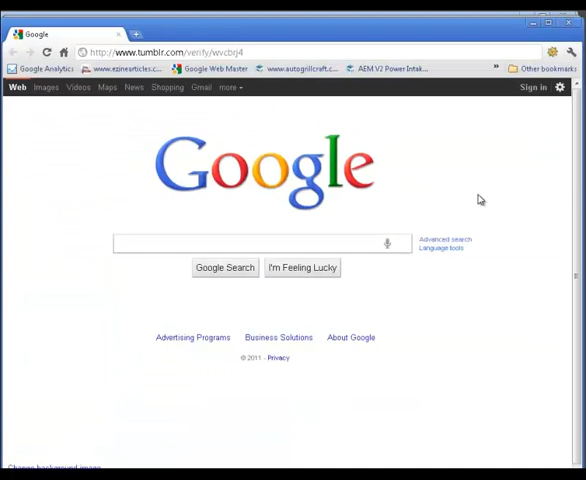 Google
http://www.tumblr.com/verify/wvcbrj4
Google Analytics www.ezinearticles.c... Google Web Master www.autogrillcraft.c... AEM V2 Power Intak... » Other bookmarks
Web Images Videos Maps News Shopping Gmail more Sign in
Google
Advanced search
Language tools
Google Search I'm Feeling Lucky
Advertising Programs Business Solutions About Google
© 2011 - Privacy
Change background image